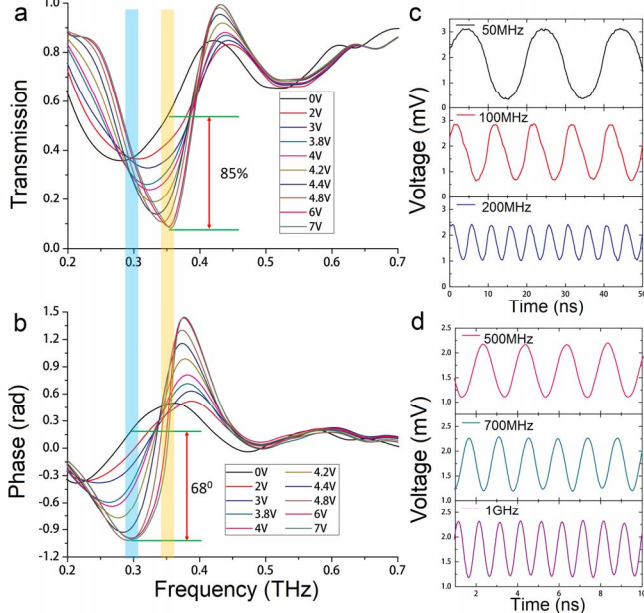 a
1.0
0.8
0.6
0.4
0.2
0.0
Transmission
0V
2V
3V
3.8V
4V
4.2V
4.4V
4.8V
6V
7V
85%
0.2 0.3 0.4 0.5 0.6 0.7
b
1.5
1.2
0.9
0.6
0.3
0.0
-0.3
-0.6
-0.9
-1.2
Phase (rad)
68⁰
0V 4.2V
2V 4.4V
3V 4.8V
3.8V 6V
4V 7V
0.2 0.3 0.4 0.5 0.6 0.7
Frequency (THz)
c
Voltage (mV)
50MHz
3
2
1
0
100MHz
3
2
1
0
200MHz
3
2
1
0
0 10 20 30 40 50
Time (ns)
d
Voltage (mV)
500MHz
2.5
2.0
1.5
1.0
700MHz
2.5
2.0
1.5
1.0
1GHz
2.5
2.0
1.5
1.0
2 4 6 8 10
Time (ns)